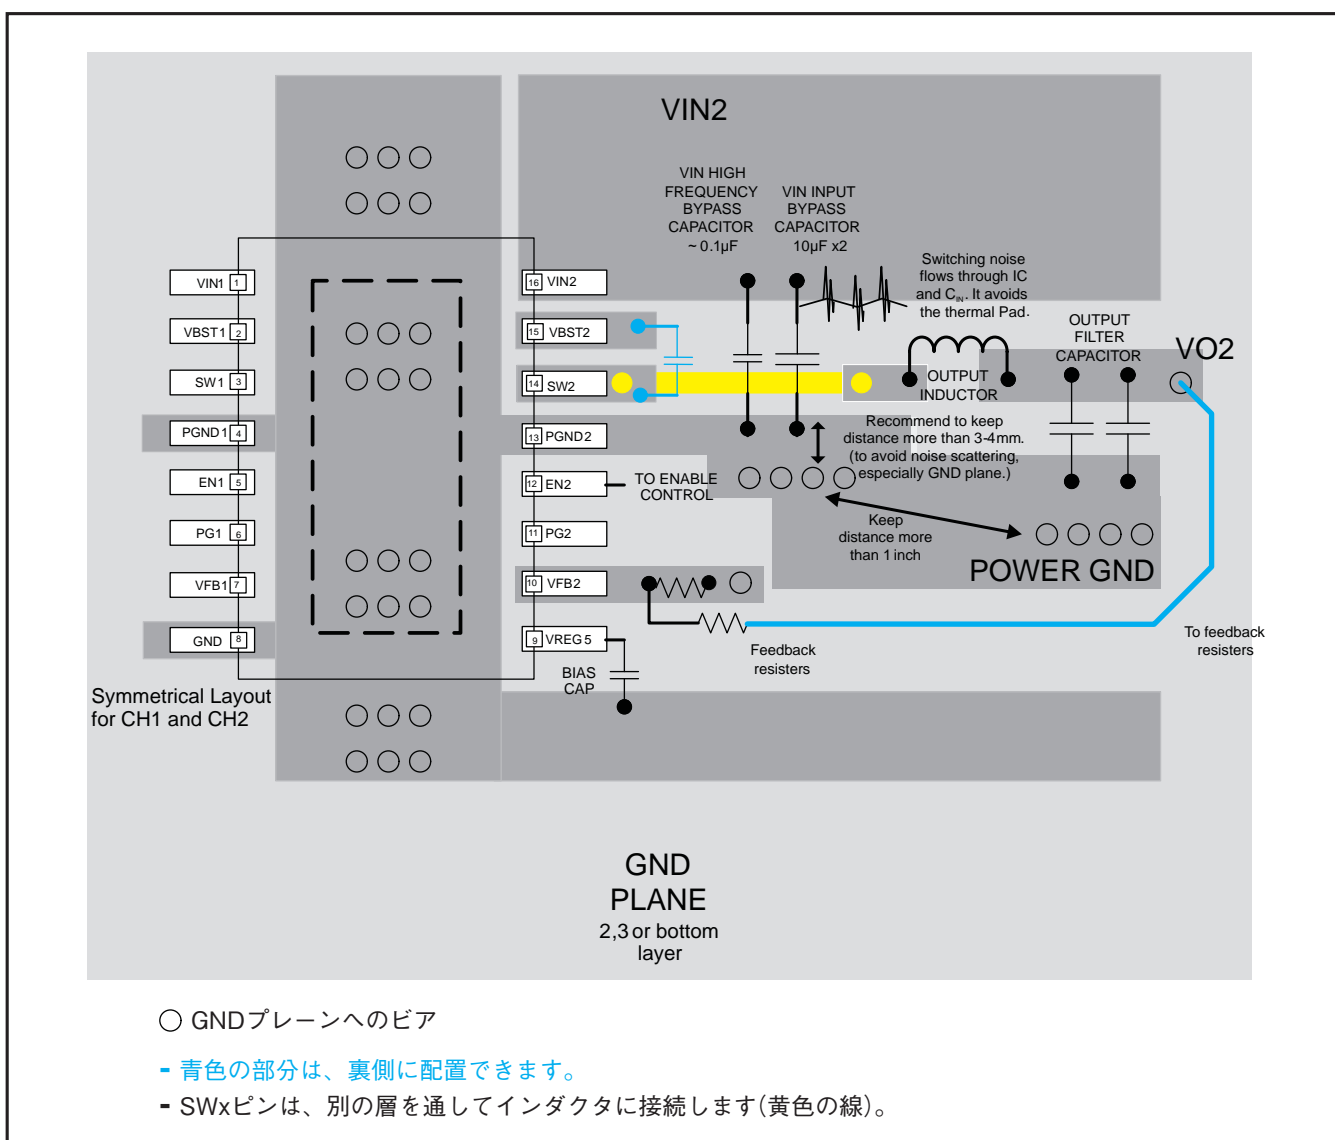 VIN2
VIN HIGH
FREQUENCY
BYPASS
CAPACITOR
~ 0.1µF
VIN INPUT
BYPASS
CAPACITOR
10µF x2
Switching noise
flows through IC
and CIN. It avoids
the thermal Pad.
OUTPUT
FILTER
CAPACITOR
VO2
VIN1 1
VBST1 2
SW1 3
PGND1 4
EN1 5
PG1 6
VFB1 7
GND 8
16 VIN2
15 VBST2
14 SW2
13 PGND2
12 EN2
11 PG2
10 VFB2
9 VREG5
OUTPUT
INDUCTOR
Recommend to keep
distance more than 3-4mm.
(to avoid noise scattering,
especially GND plane.)
TO ENABLE
CONTROL
Keep
distance more
than 1 inch
POWER GND
Feedback
resisters
To feedback
resisters
BIAS
CAP
Symmetrical Layout
for CH1 and CH2
GND
PLANE
2,3 or bottom
layer
GNDプレーンへのビア
- 青色の部分は、裏側に配置できます。
- SWxピンは、別の層を通してインダクタに接続します(黄色の線)。